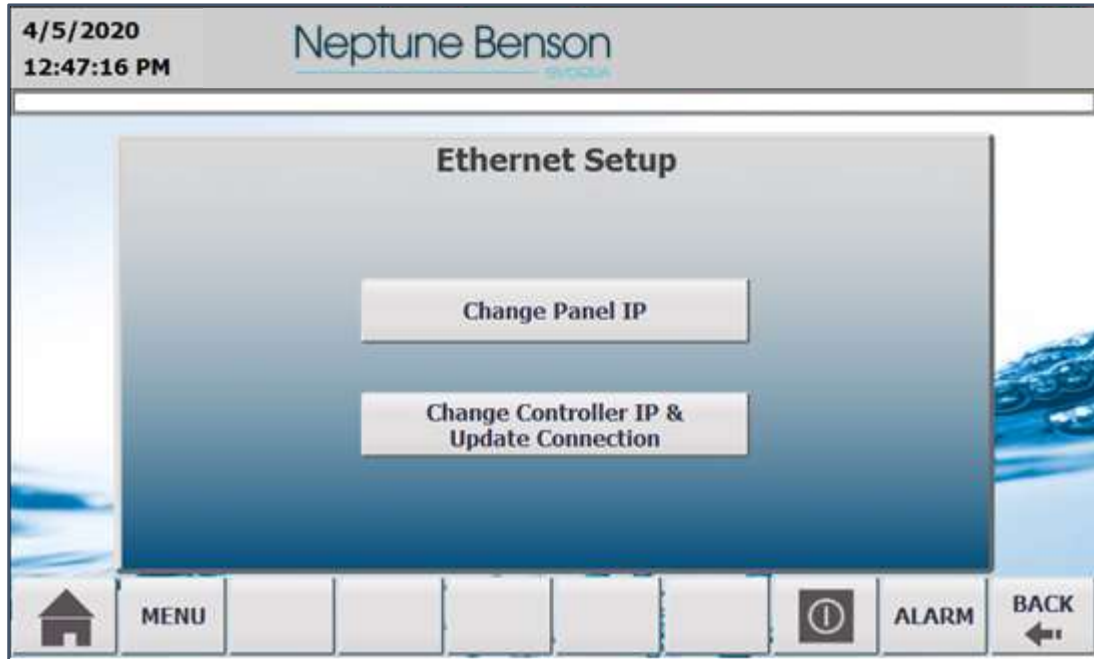 4/5/2020
12:47:16 PM
Neptune Benson
EVOQUA
Ethernet Setup
Change Panel IP
Change Controller IP &
Update Connection
MENU
ALARM
BACK